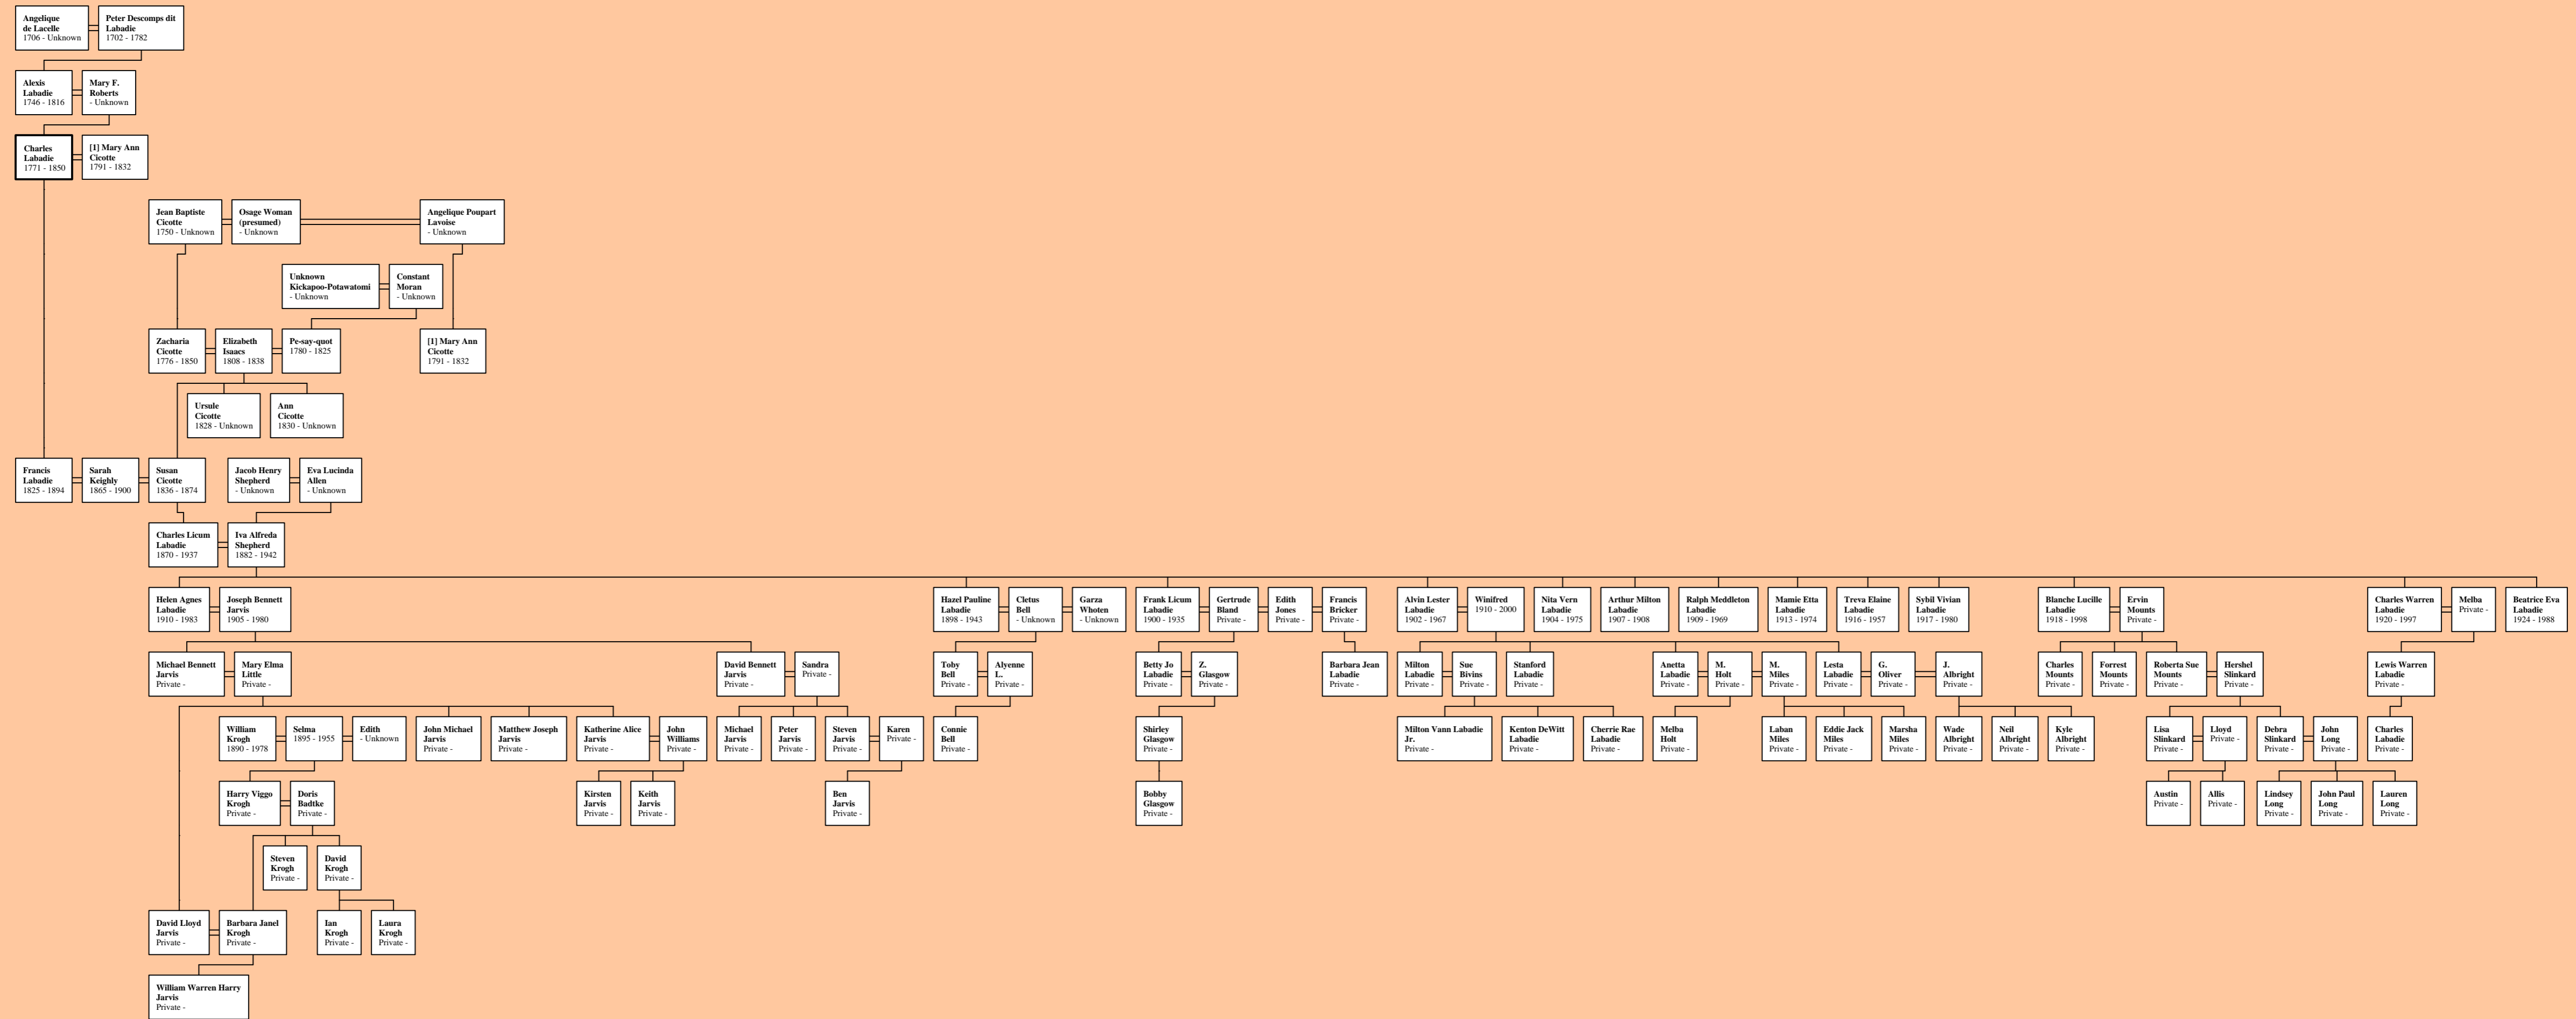 Angelique
de Lacelle
1706 - Unknown
Peter Descomps dit
Labadie
1702 - 1782
Alexis
Labadie
1746 - 1816
Mary F.
Roberts
- Unknown
Charles
Labadie
1771 - 1850
[1] Mary Ann
Cicotte
1791 - 1832
Jean Baptiste
Cicotte
1750 - Unknown
Osage Woman
(presumed)
- Unknown
Angelique Poupart
Lavoise
- Unknown
Unknown
Kickapoo-Potawatomi
- Unknown
Constant
Moran
- Unknown
Zacharia
Cicotte
1776 - 1850
Elizabeth
Isaacs
1808 - 1838
Pe-say-quot
1780 - 1825
[1] Mary Ann
Cicotte
1791 - 1832
Ursule
Cicotte
1828 - Unknown
Ann
Cicotte
1830 - Unknown
Francis
Labadie
1825 - 1894
Sarah
Keighly
1865 - 1900
Susan
Cicotte
1836 - 1874
Jacob Henry
Shepherd
- Unknown
Eva Lucinda
Allen
- Unknown
Charles Licum
Labadie
1870 - 1937
Iva Alfreda
Shepherd
1882 - 1942
Helen Agnes
Labadie
1910 - 1983
Joseph Bennett
Jarvis
1905 - 1980
Hazel Pauline
Labadie
1898 - 1943
Cletus
Bell
- Unknown
Garza
Whoten
- Unknown
Frank Licum
Labadie
1900 - 1935
Gertrude
Bland
Private -
Edith
Jones
Private -
Francis
Bricker
Private -
Alvin Lester
Labadie
1902 - 1967
Winifred
1910 - 2000
Nita Vern
Labadie
1904 - 1975
Arthur Milton
Labadie
1907 - 1908
Ralph Meddleton
Labadie
1909 - 1969
Mamie Etta
Labadie
1913 - 1974
Treva Elaine
Labadie
1916 - 1957
Sybil Vivian
Labadie
1917 - 1980
Blanche Lucille
Labadie
1918 - 1998
Ervin
Mounts
Private -
Charles Warren
Labadie
1920 - 1997
Melba
Private -
Beatrice Eva
Labadie
1924 - 1988
Michael Bennett
Jarvis
Private -
Mary Elma
Little
Private -
David Bennett
Jarvis
Private -
Sandra
Private -
Toby
Bell
Private -
Alyenne
L.
Private -
Betty Jo
Labadie
Private -
Z.
Glasgow
Private -
Barbara Jean
Labadie
Private -
Milton
Labadie
Private -
Sue
Bivins
Private -
Stanford
Labadie
Private -
Anetta
Labadie
Private -
M.
Holt
Private -
M.
Miles
Private -
Lesta
Labadie
Private -
G.
Oliver
Private -
J.
Albright
Private -
Charles
Mounts
Private -
Forrest
Mounts
Private -
Roberta Sue
Mounts
Private -
Hershel
Slinkard
Private -
Lewis Warren
Labadie
Private -
William
Krogh
1890 - 1978
Selma
1895 - 1955
Edith
- Unknown
John Michael
Jarvis
Private -
Matthew Joseph
Jarvis
Private -
Katherine Alice
Jarvis
Private -
John
Williams
Private -
Michael
Jarvis
Private -
Peter
Jarvis
Private -
Steven
Jarvis
Private -
Karen
Private -
Connie
Bell
Private -
Shirley
Glasgow
Private -
Milton Vann Labadie
Jr.
Private -
Kenton DeWitt
Labadie
Private -
Cherrie Rae
Labadie
Private -
Melba
Holt
Private -
Laban
Miles
Private -
Eddie Jack
Miles
Private -
Marsha
Miles
Private -
Wade
Albright
Private -
Neil
Albright
Private -
Kyle
Albright
Private -
Lisa
Slinkard
Private -
Lloyd
Private -
Debra
Slinkard
Private -
John
Long
Private -
Charles
Labadie
Private -
Harry Viggo
Krogh
Private -
Doris
Badtke
Private -
Kirsten
Jarvis
Private -
Keith
Jarvis
Private -
Ben
Jarvis
Private -
Bobby
Glasgow
Private -
Austin
Private -
Allis
Private -
Lindsey
Long
Private -
John Paul
Long
Private -
Lauren
Long
Private -
Steven
Krogh
Private -
David
Krogh
Private -
David Lloyd
Jarvis
Private -
Barbara Janel
Krogh
Private -
Ian
Krogh
Private -
Laura
Krogh
Private -
William Warren Harry
Jarvis
Private -